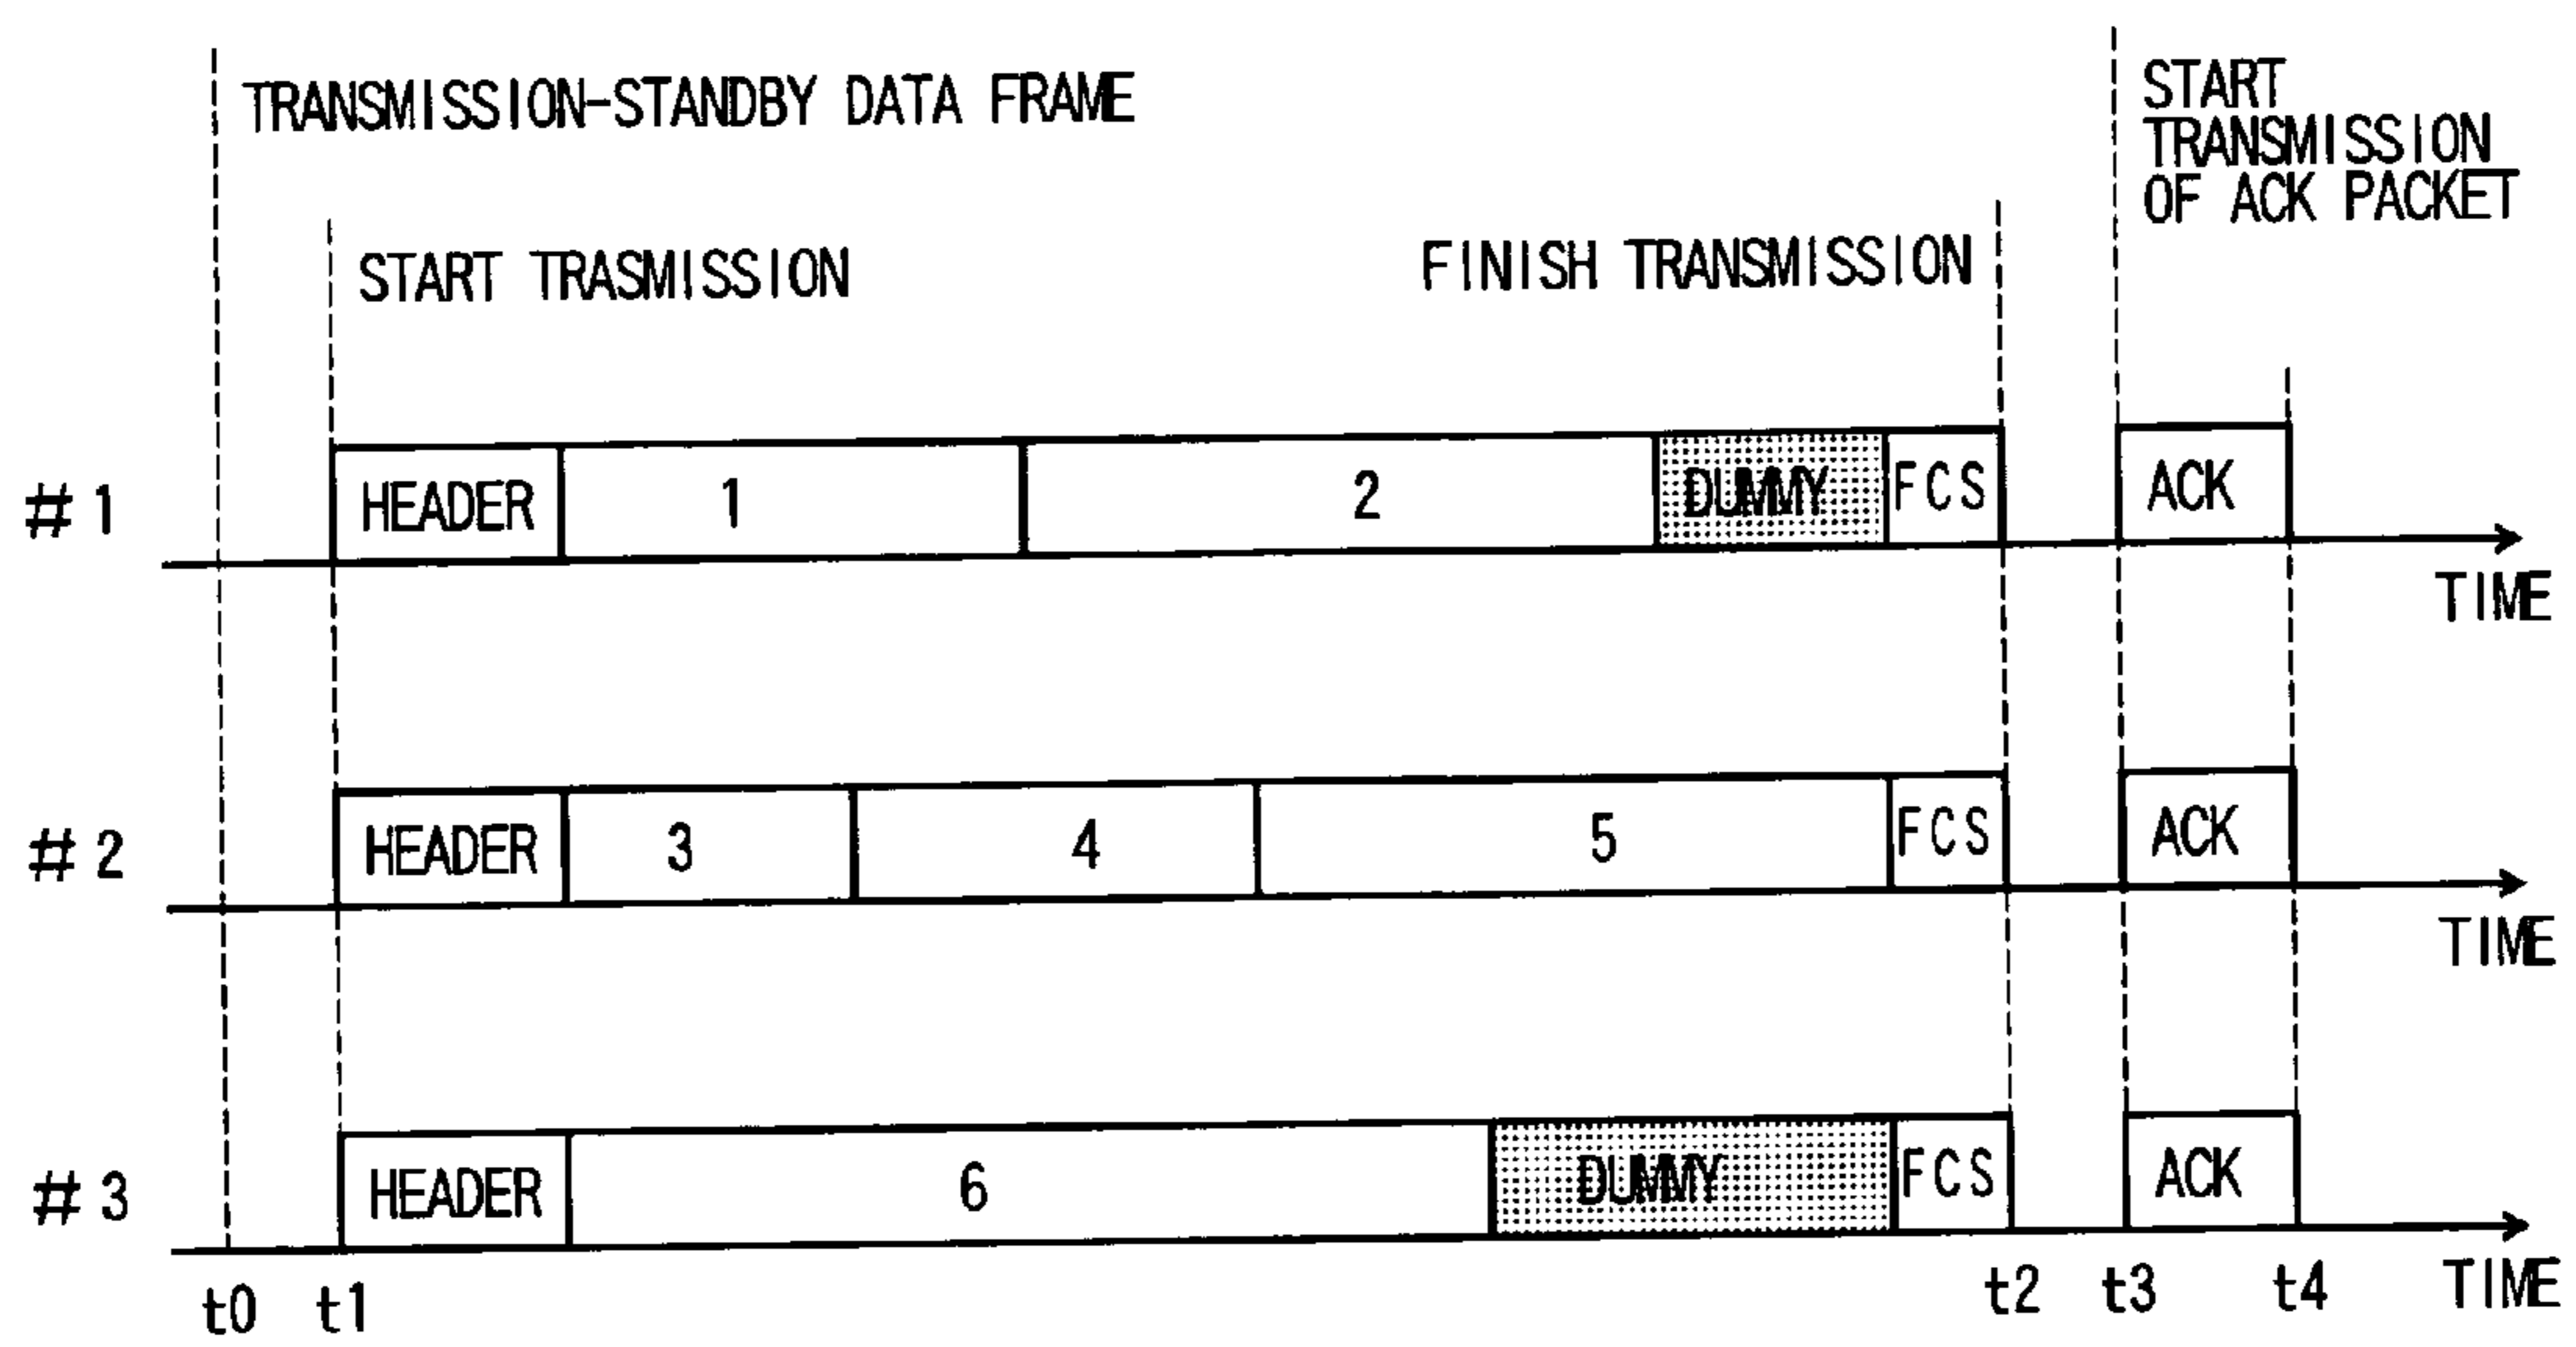 TRANSMISSION-STANDBY DATA FRAME
START
TRANSMISSION
OF ACK PACKET
START TRASMISSION
FINISH TRANSMISSION
#1 HEADER 1 2 DUMMY FCS ACK
TIME
#2 HEADER 3 4 5 FCS ACK
TIME
#3 HEADER 6 DUMMY FCS ACK
TIME
t0 t1 t2 t3 t4